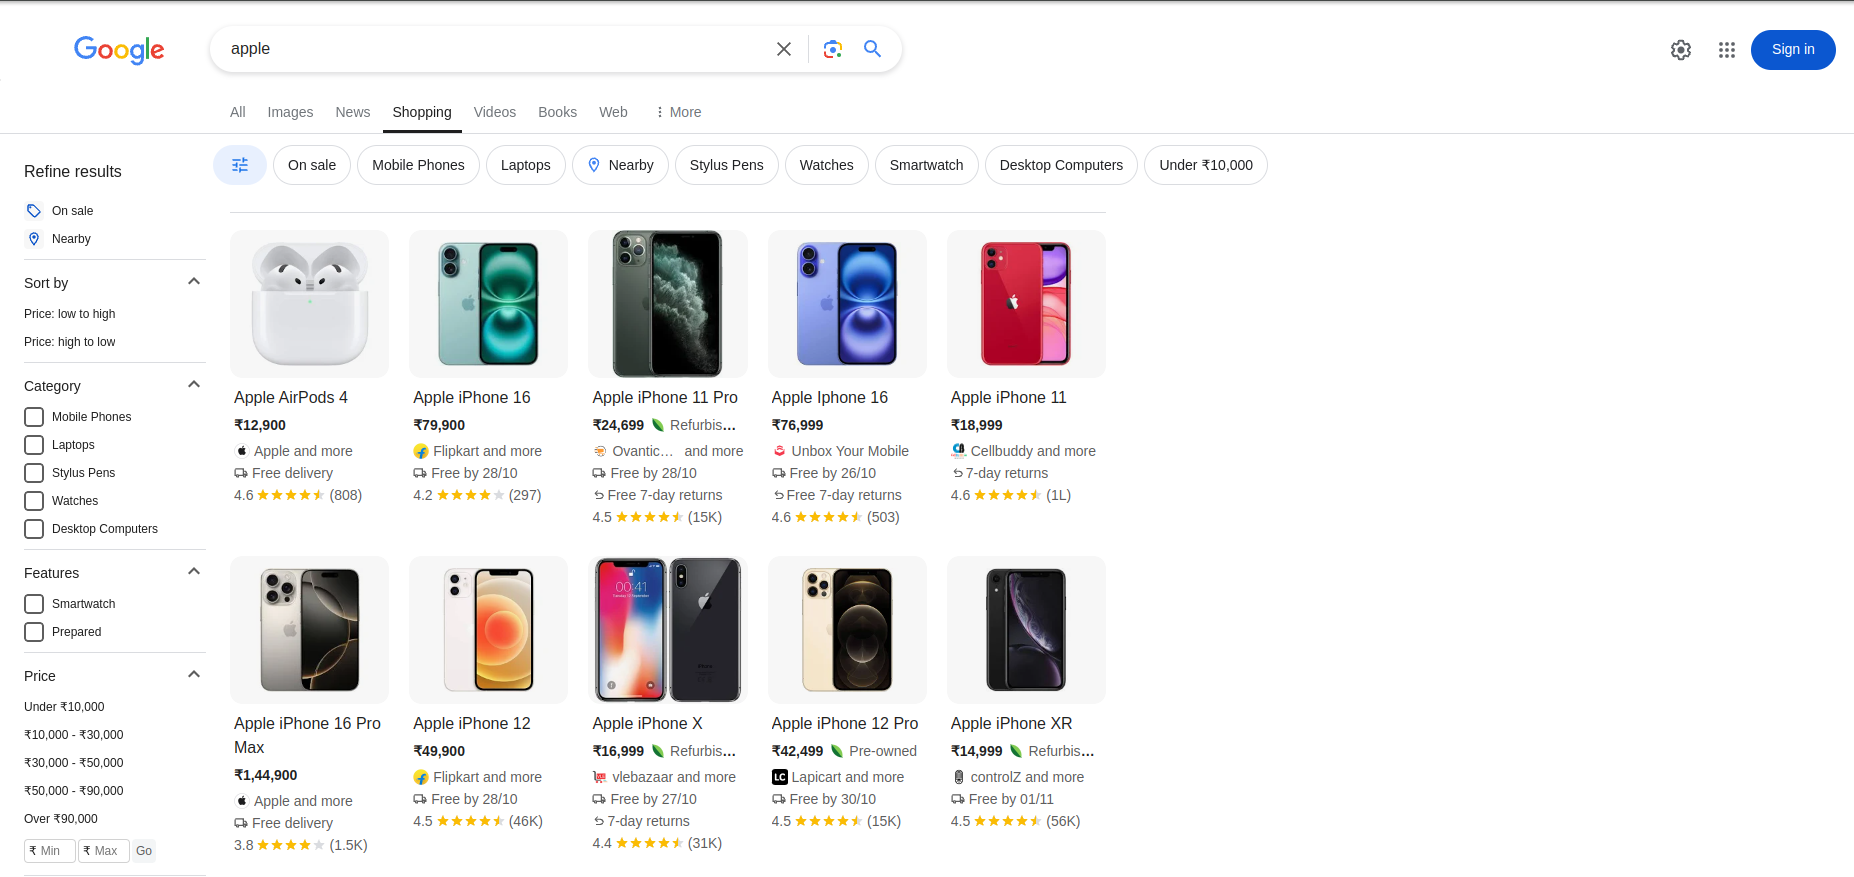 Google
apple
Sign in
All Images News Shopping Videos Books Web More
Refine results
On sale Mobile Phones Laptops Nearby Stylus Pens Watches Smartwatch Desktop Computers Under ₹10,000
On sale
Nearby
Sort by
Price: low to high
Price: high to low
Category
Mobile Phones
Laptops
Stylus Pens
Watches
Desktop Computers
Features
Smartwatch
Prepared
Price
Under ₹10,000
₹10,000 - ₹30,000
₹30,000 - ₹50,000
₹50,000 - ₹90,000
Over ₹90,000
₹ Min ₹ Max Go
Apple AirPods 4
₹12,900
Apple and more
Free delivery
4.6 (808)
Apple iPhone 16
₹79,900
Flipkart and more
Free by 28/10
4.2 (297)
Apple iPhone 11 Pro
₹24,699 Refurbis...
Ovantic... and more
Free by 28/10
Free 7-day returns
4.5 (15K)
Apple Iphone 16
₹76,999
Unbox Your Mobile
Free by 26/10
Free 7-day returns
4.6 (503)
Apple iPhone 11
₹18,999
Cellbuddy and more
7-day returns
4.6 (1L)
Apple iPhone 16 Pro
Max
₹1,44,900
Apple and more
Free delivery
3.8 (1.5K)
Apple iPhone 12
₹49,900
Flipkart and more
Free by 28/10
4.5 (46K)
00:41
Apple iPhone X
₹16,999 Refurbis...
vlebazaar and more
Free by 27/10
7-day returns
4.4 (31K)
Apple iPhone 12 Pro
₹42,499 Pre-owned
LC Lapicart and more
Free by 30/10
4.5 (15K)
Apple iPhone XR
₹14,999 Refurbis...
controlZ and more
Free by 01/11
4.5 (56K)